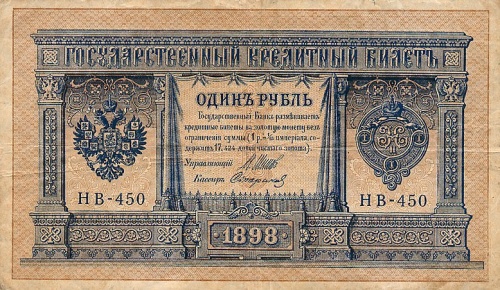 ГОСУДАРСТВЕННЫЙ КРЕДИТНЫЙ БИЛЕТЪ
ОДИНЪ РУБЛЬ
Государственный Банкъ размѣниваетъ
кредитные билеты на золотую монету безъ
ограниченія суммы (1 р. = 1/15 имперіала, со-
держитъ 17,424 долей чистаго золота).
Управляющій
Кассиръ
НВ-450
НВ-450
1898